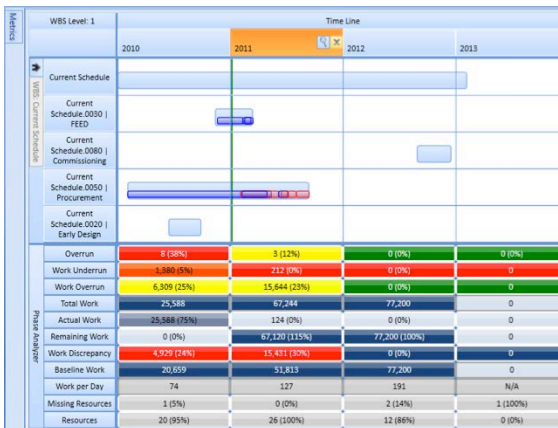 Metrics
WBS Level: 1
Time Line
2010 2011 2012 2013
WBS: Current Schedule
Current Schedule
Current
Schedule.0030 |
FEED
Current
Schedule.0080 |
Commissioning
Current
Schedule.0050 |
Procurement
Current
Schedule.0020 |
Early Design
Phase Analyzer
Overrun 8 (38%) 3 (12%) 0 (0%) 0 (0%)
Work Underrun 1,380 (5%) 212 (0%) 0 (0%) 0
Work Overrun 6,309 (25%) 15,644 (23%) 0 (0%) 0
Total Work 25,588 67,244 77,200 0
Actual Work 25,588 (75%) 124 (0%) 0 (0%) 0
Remaining Work 0 (0%) 67,120 (115%) 77,200 (100%) 0
Work Discrepancy 4,929 (24%) 15,431 (30%) 0 (0%) 0
Baseline Work 20,659 51,813 77,200 0
Work per Day 74 127 191 N/A
Missing Resources 1 (5%) 0 (0%) 2 (14%) 1 (100%)
Resources 20 (95%) 26 (100%) 12 (86%) 0 (0%)